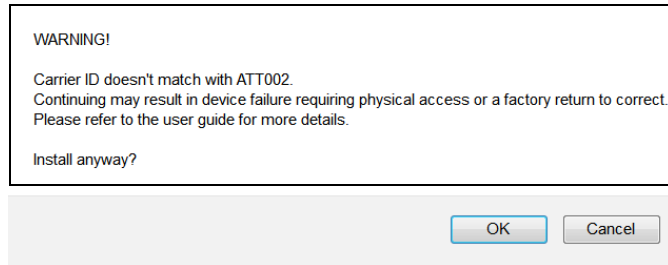 WARNING!
Carrier ID doesn't match with ATT002.
Continuing may result in device failure requiring physical access or a factory return to correct.
Please refer to the user guide for more details.
Install anyway?
OK Cancel